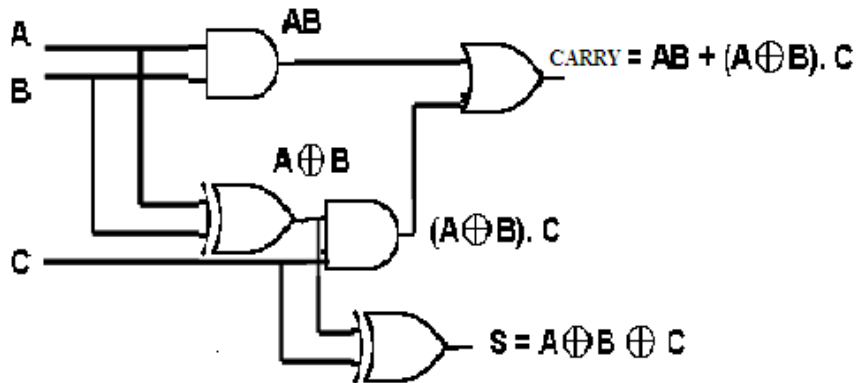 AB
A
CARRY = AB + (A⊕B). C
B
A⊕B
(A⊕B). C
C
S = A⊕B ⊕ C